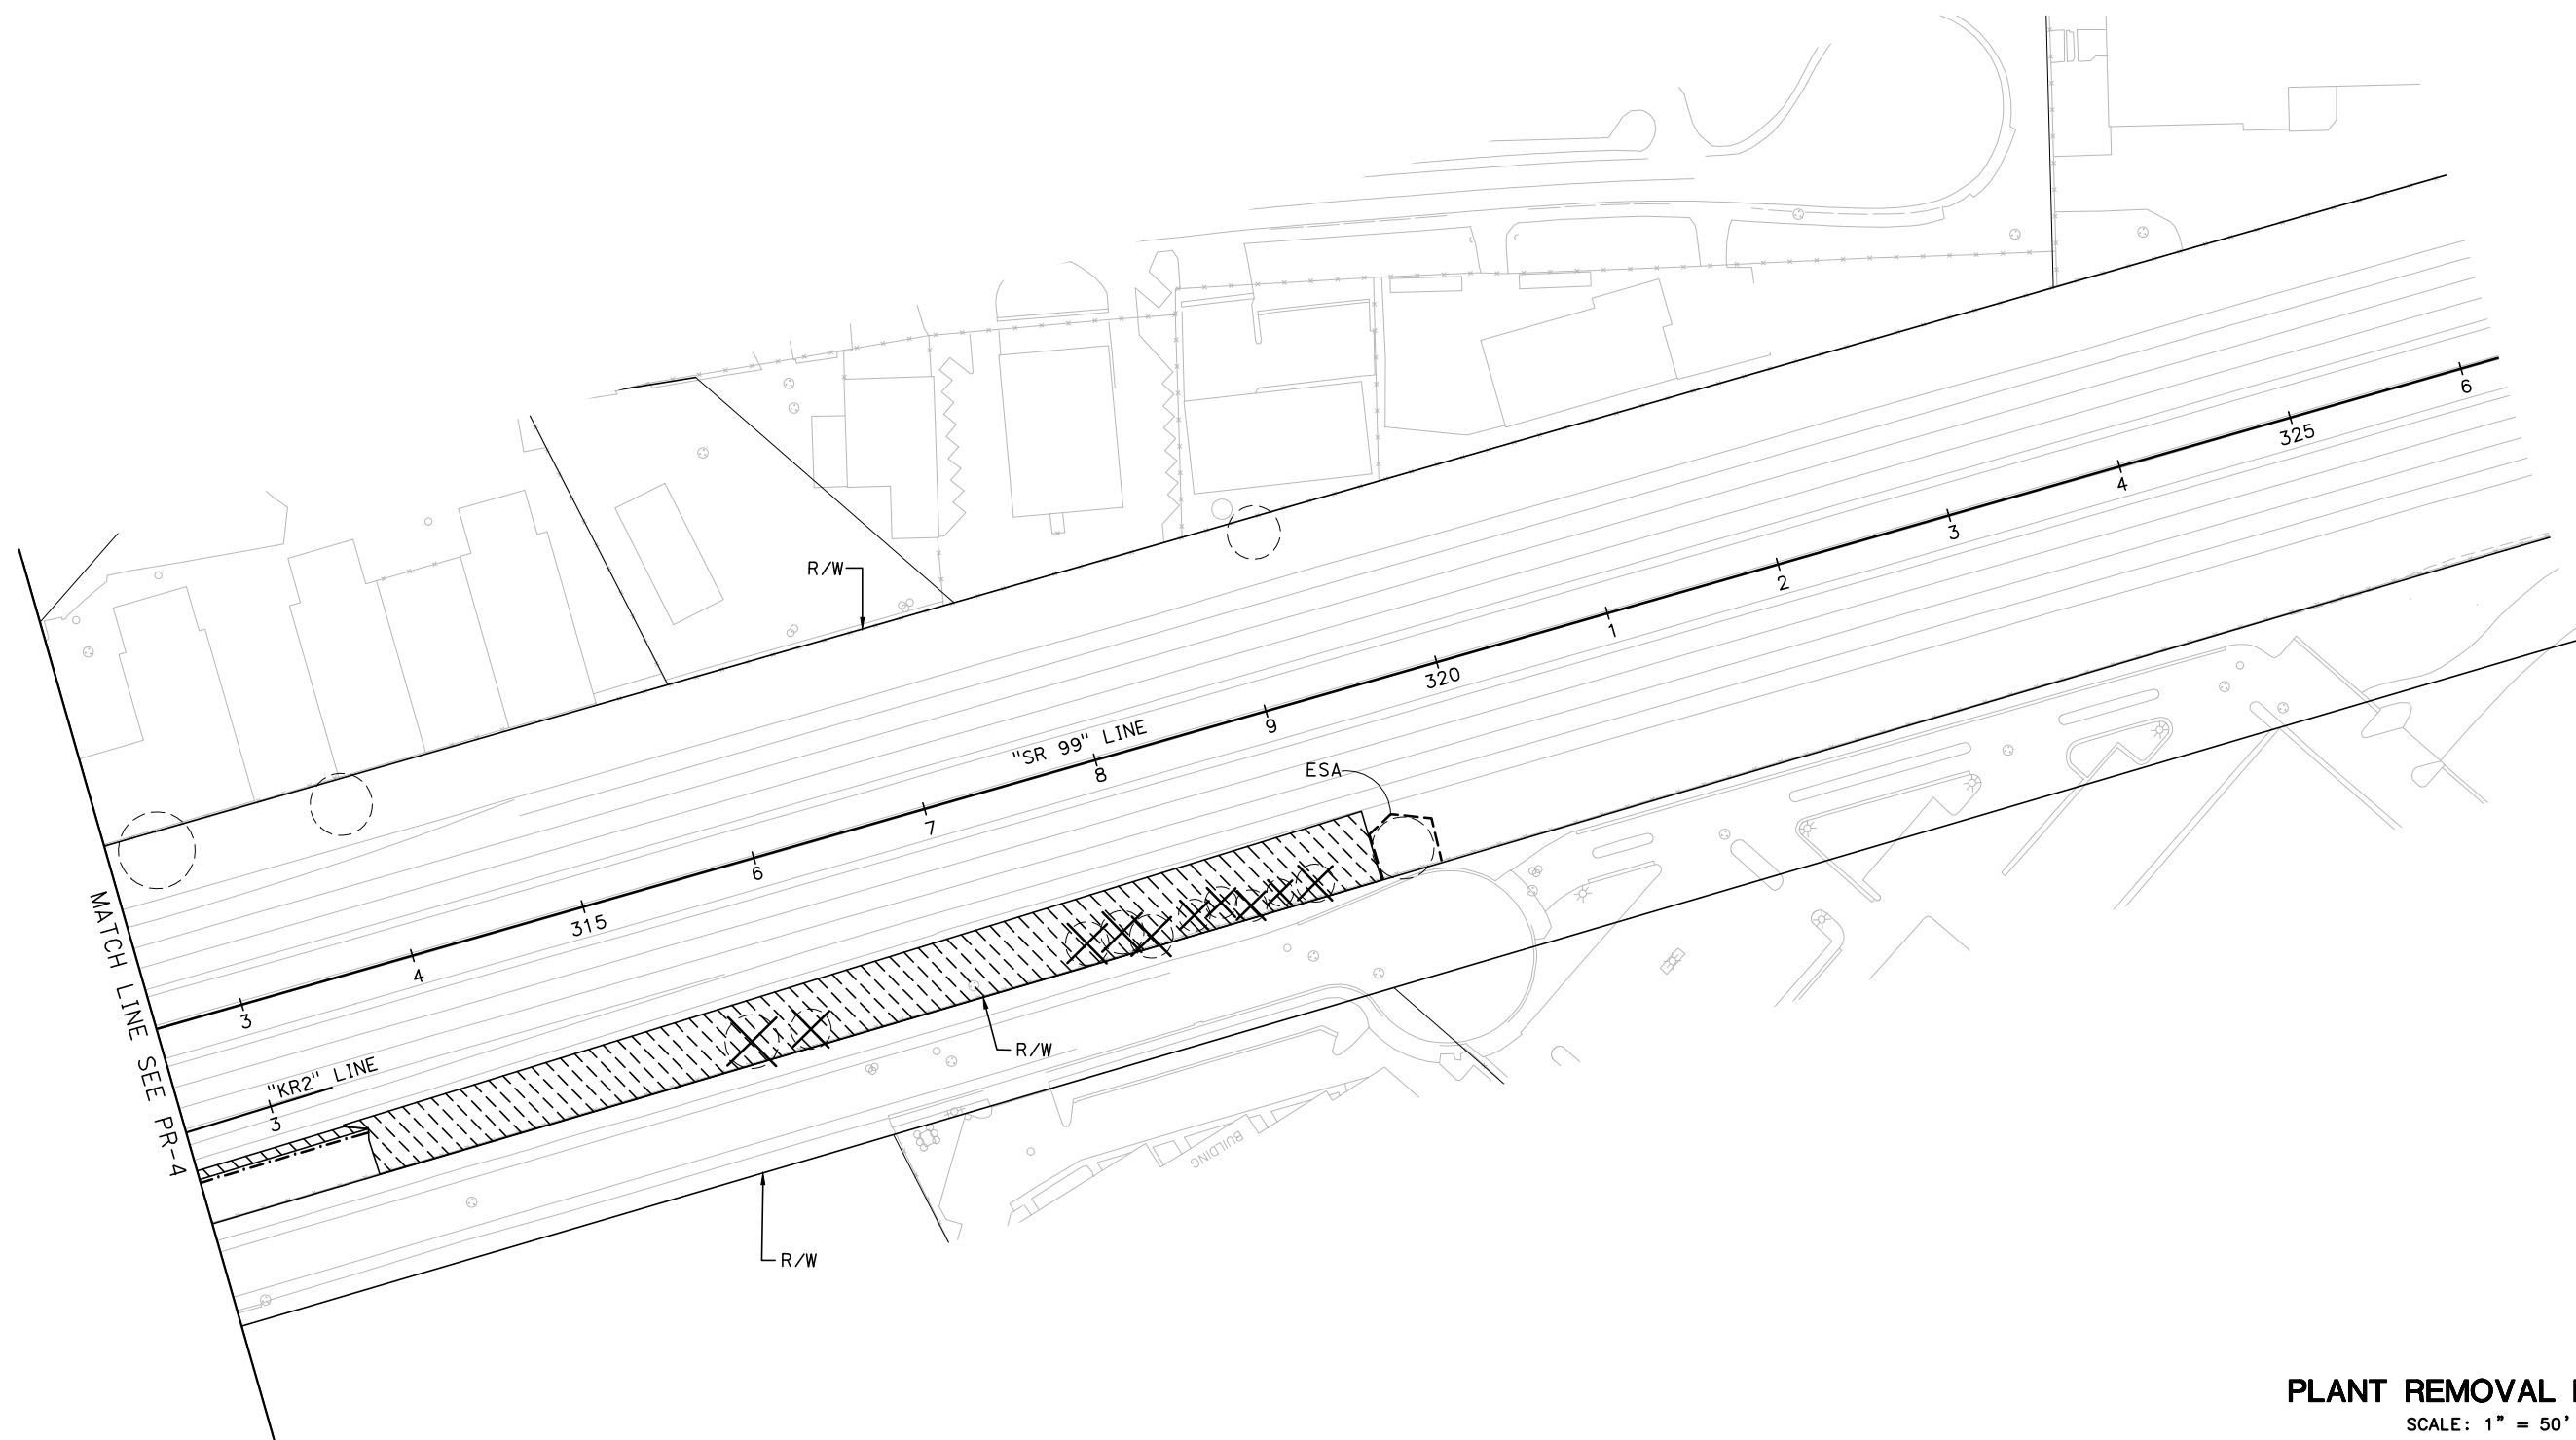 6
325
4
3
2
1
320
9
8
7
6
315
4
3
R/W
"SR 99" LINE
ESA
MATCH LINE SEE PR-4
"KR2" LINE
3
R/W
BUILDING
R/W
PLANT REMOVAL
SCALE: 1" = 50'